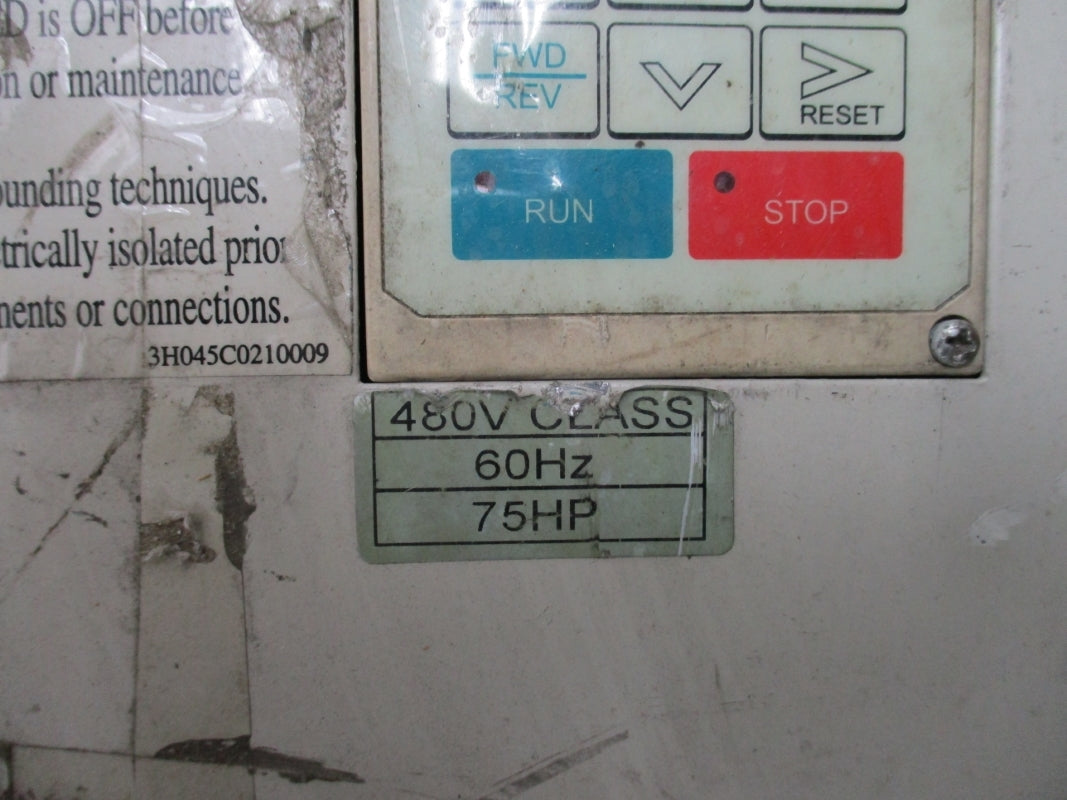 D is OFF before
on or maintenance
ounding techniques.
trically isolated prior
nents or connections.
3H045C0210009
FWD
REV
RESET
RUN
STOP
480V CLASS
60Hz
75HP